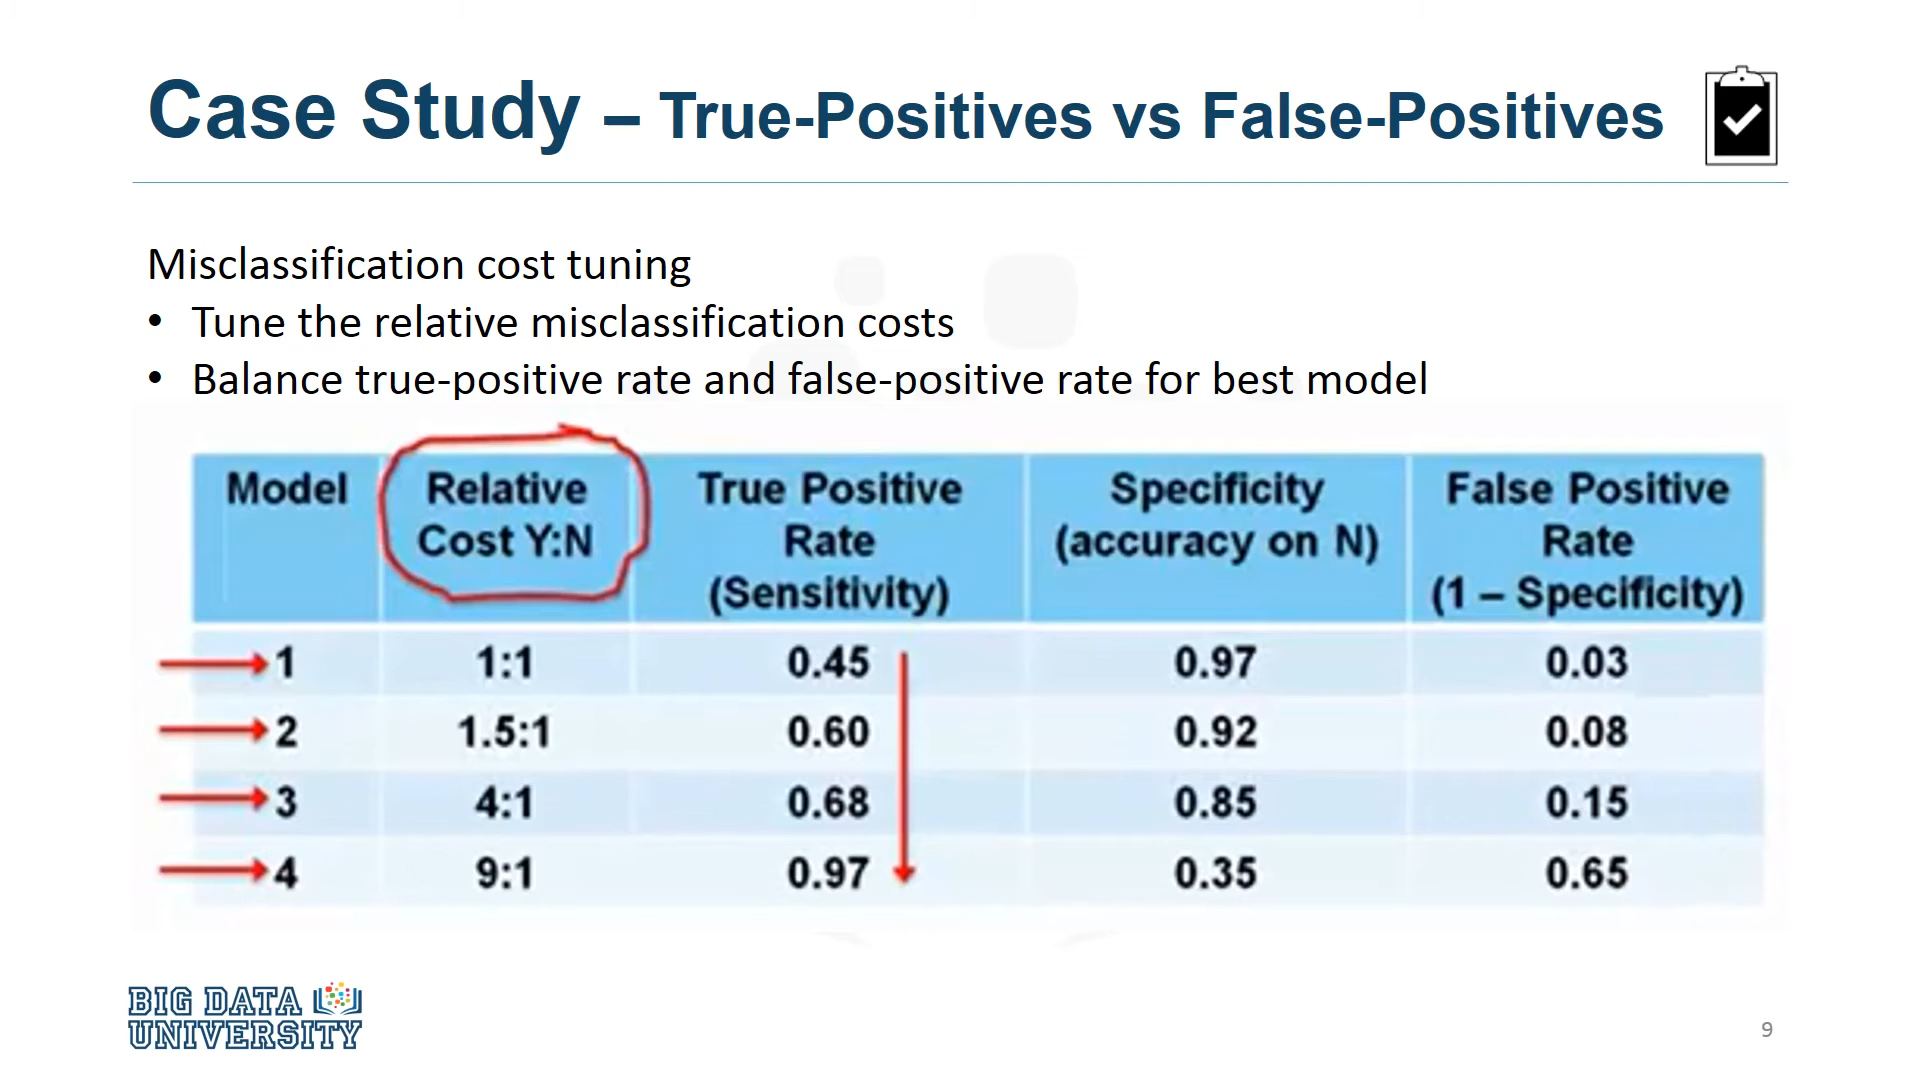 Case Study – True-Positives vs False-Positives
Misclassification cost tuning
• Tune the relative misclassification costs
• Balance true-positive rate and false-positive rate for best model
Model Relative Cost Y:N True Positive Rate (Sensitivity) Specificity (accuracy on N) False Positive Rate (1 – Specificity)
1 1:1 0.45 0.97 0.03
2 1.5:1 0.60 0.92 0.08
3 4:1 0.68 0.85 0.15
4 9:1 0.97 0.35 0.65
BIG DATA
UNIVERSITY
9